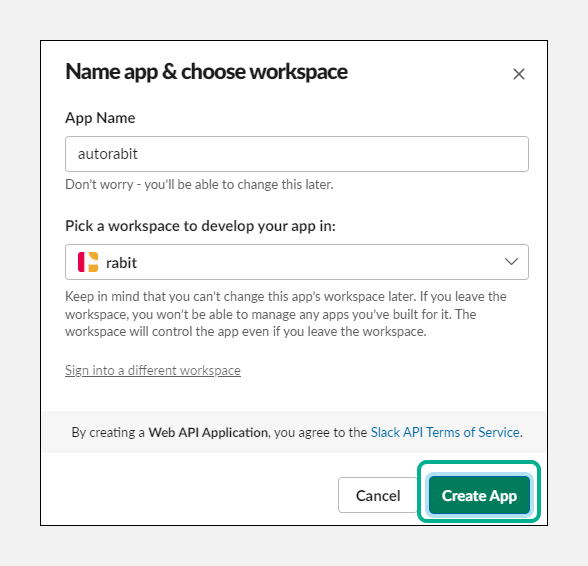 Name app & choose workspace
App Name
autorabit
Don't worry - you'll be able to change this later.
Pick a workspace to develop your app in:
rabit
Keep in mind that you can't change this app's workspace later. If you leave the
workspace, you won't be able to manage any apps you've built for it. The
workspace will control the app even if you leave the workspace.
Sign into a different workspace
By creating a Web API Application, you agree to the Slack API Terms of Service.
Cancel
Create App